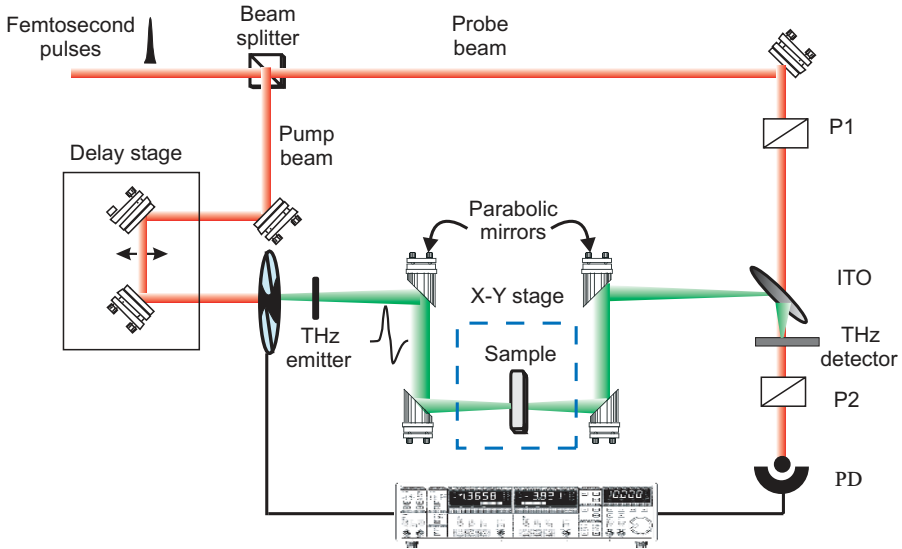 Femtosecond
pulses
Beam
splitter
Probe
beam
P1
Pump
beam
Delay stage
Parabolic
mirrors
ITO
X-Y stage
THz
emitter
Sample
THz
detector
P2
PD